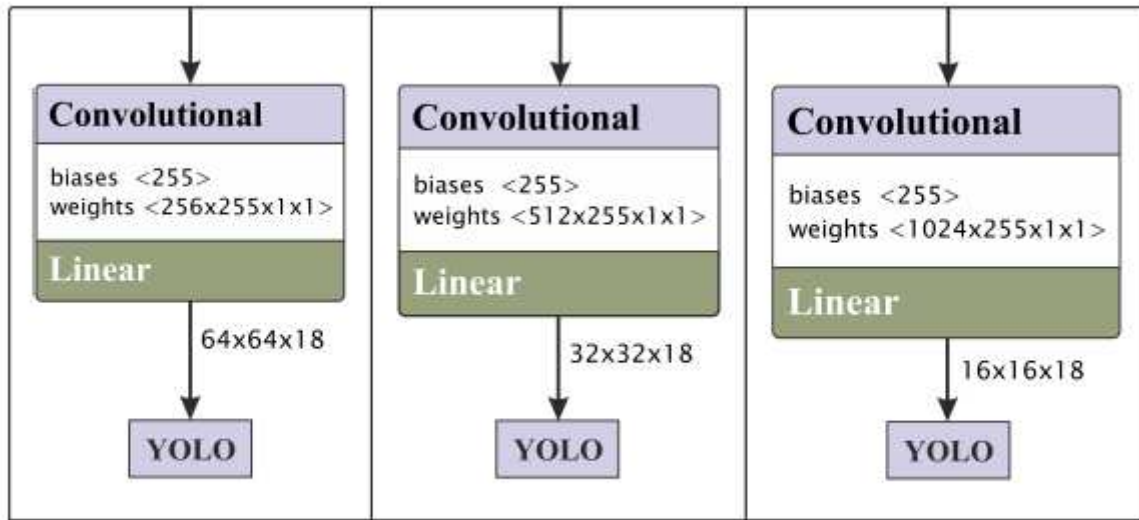 Convolutional
biases <255>
weights <256x255x1x1>
Linear
64x64x18
YOLO
Convolutional
biases <255>
weights <512x255x1x1>
Linear
32x32x18
YOLO
Convolutional
biases <255>
weights <1024x255x1x1>
Linear
16x16x18
YOLO